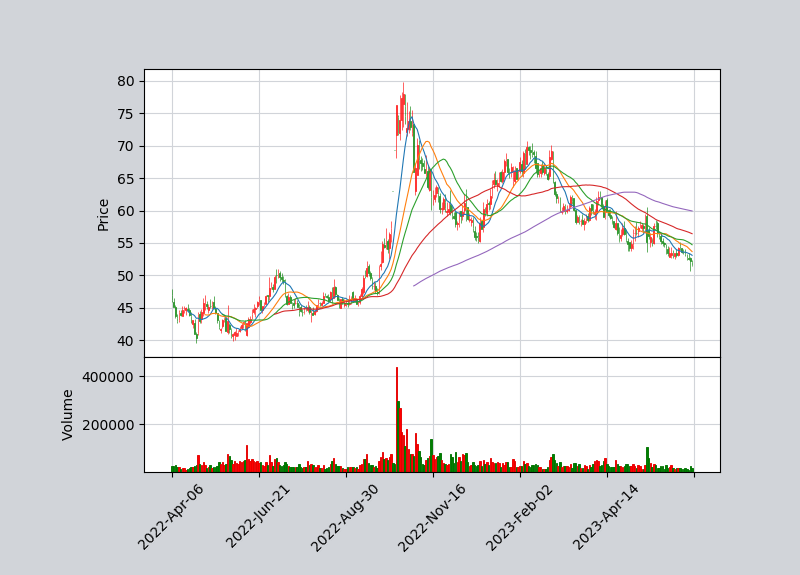 80
75
70
65
60
55
50
45
40
Price
400000
200000
Volume
2022-Apr-06
2022-Jun-21
2022-Aug-30
2022-Nov-16
2023-Feb-02
2023-Apr-14